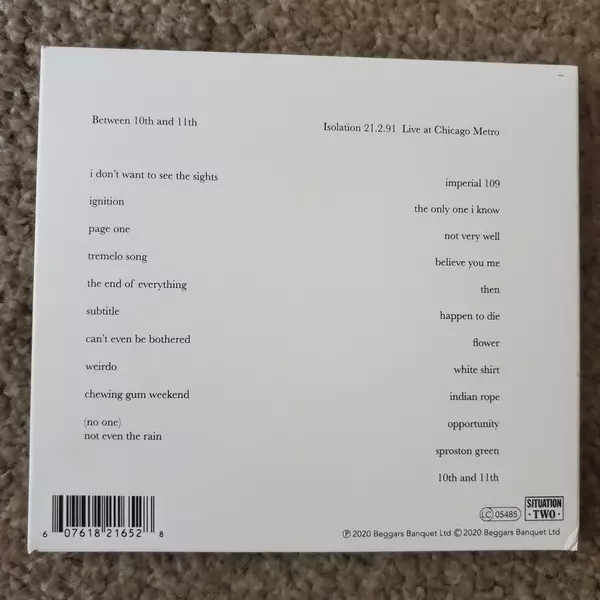 Between 10th and 11th
i don't want to see the sights
ignition
page one
tremelo song
the end of everything
subtitle
can't even be bothered
weirdo
chewing gum weekend
(no one)
not even the rain
Isolation 21.2.91 Live at Chicago Metro
imperial 109
the only one i know
not very well
believe you me
then
happen to die
flower
white shirt
indian rope
opportunity
sproston green
10th and 11th
6 07618 21652 8
LC 05485
SITUATION
· TWO ·
℗ 2020 Beggars Banquet Ltd © 2020 Beggars Banquet Ltd